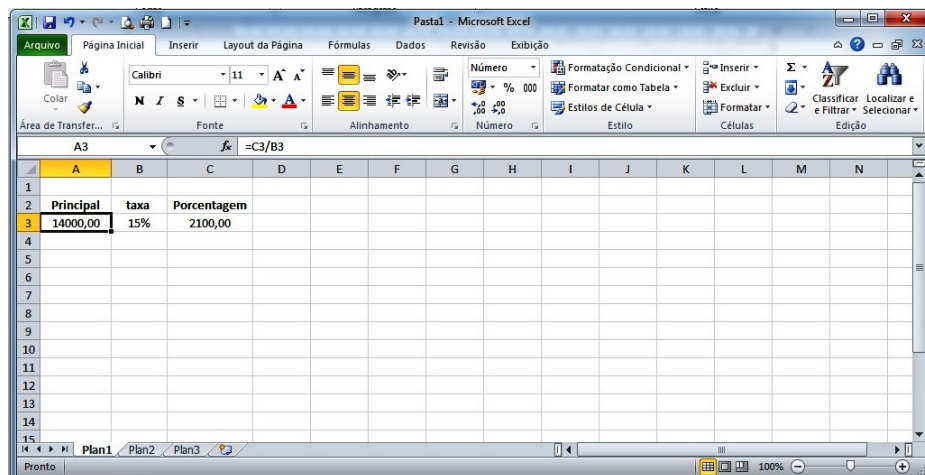 Pasta1 - Microsoft Excel
Arquivo Página Inicial Inserir Layout da Página Fórmulas Dados Revisão Exibição
Colar
Calibri 11
N I S
A A
A
Número
% 000
,00 ,00
Formatação Condicional
Formatar como Tabela
Estilos de Célula
Inserir
Excluir
Formatar
Σ
Classificar e Filtrar
Localizar e Selecionar
Área de Transfer... Fonte Alinhamento Número Estilo Células Edição
A3 fx =C3/B3
A B C D E F G H I J K L M N
1
2 Principal taxa Porcentagem
3 14000,00 15% 2100,00
4
5
6
7
8
9
10
11
12
13
14
15
Plan1 Plan2 Plan3
Pronto 100%